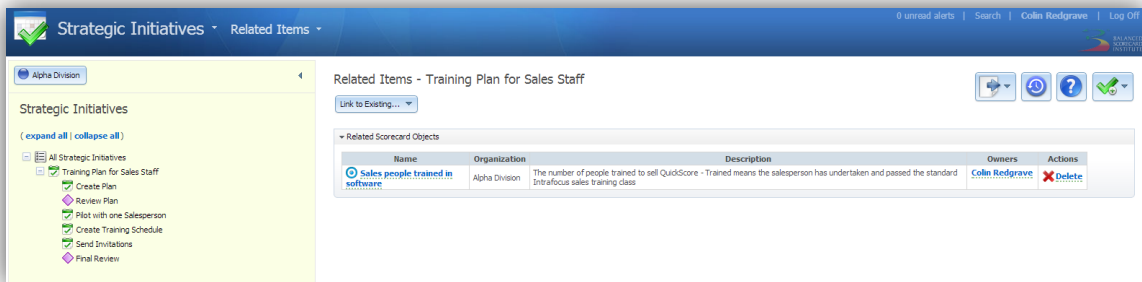 Strategic Initiatives Related Items
0 unread alerts | Search | Colin Redgrave | Log Off
BALANCED
SCORECARD
INSTITUTE
Alpha Division
Strategic Initiatives
( expand all | collapse all )
All Strategic Initiatives
Training Plan for Sales Staff
Create Plan
Review Plan
Pilot with one Salesperson
Create Training Schedule
Send Invitations
Final Review
Related Items - Training Plan for Sales Staff
Link to Existing...
Related Scorecard Objects
Name Organization Description Owners Actions
Sales people trained in
software
Alpha Division
The number of people trained to sell QuickScore - Trained means the salesperson has undertaken and passed the standard
Intrafocus sales training class
Colin Redgrave
Delete